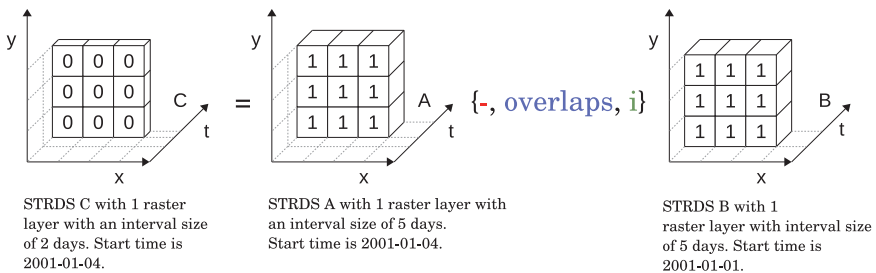 y
0 0 0
0 0 0
0 0 0
C
t
x
=
y
1 1 1
1 1 1
1 1 1
A
t
x
{-, overlaps, i}
y
1 1 1
1 1 1
1 1 1
B
t
x
STRDS C with 1 raster
layer with an interval size
of 2 days. Start time is
2001-01-04.
STRDS A with 1 raster layer with
an interval size of 5 days.
Start time is 2001-01-04.
STRDS B with 1
raster layer with interval size
of 5 days. Start time is
2001-01-01.